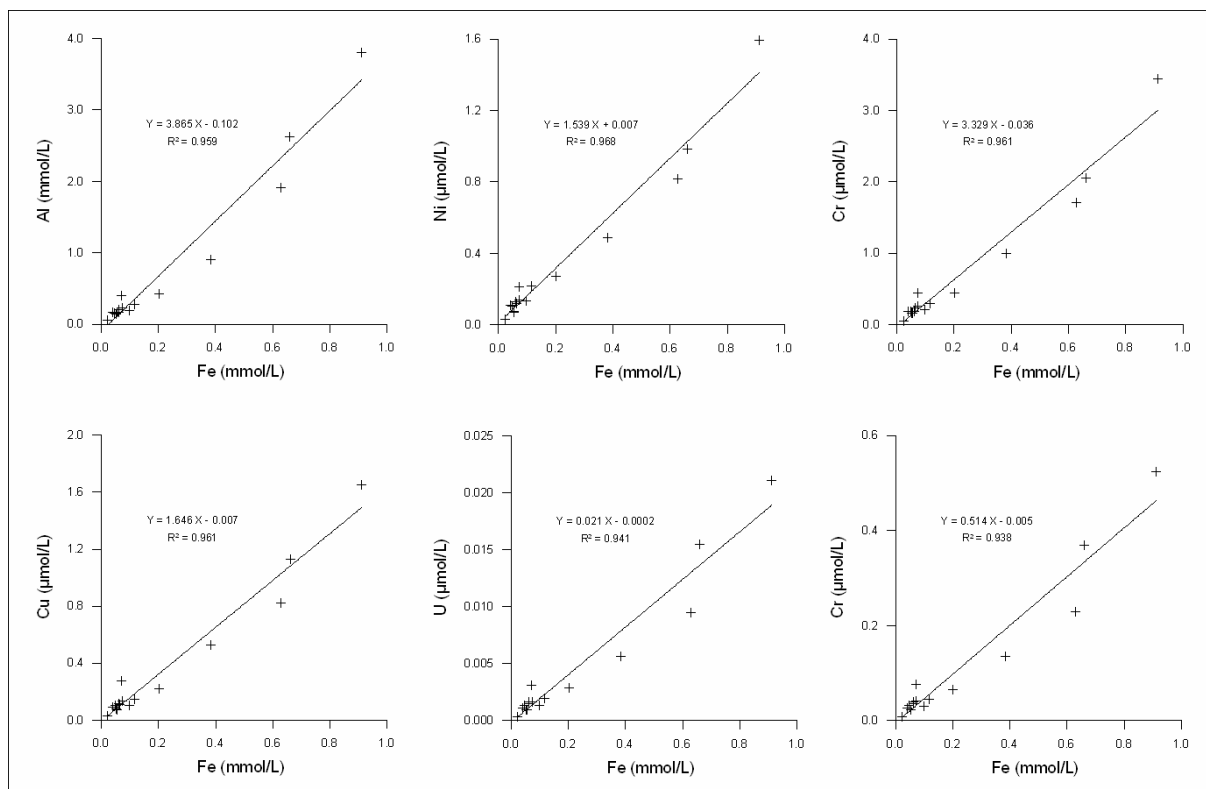 4.0
3.0
2.0
1.0
0.0
Al (mmol/L)
Y = 3.865 X - 0.102
R² = 0.959
0.0 0.2 0.4 0.6 0.8 1.0
Fe (mmol/L)
1.6
1.2
0.8
0.4
0.0
Ni (µmol/L)
Y = 1.539 X + 0.007
R² = 0.968
0.0 0.2 0.4 0.6 0.8 1.0
Fe (mmol/L)
4.0
3.0
2.0
1.0
0.0
Cr (µmol/L)
Y = 3.329 X - 0.036
R² = 0.961
0.0 0.2 0.4 0.6 0.8 1.0
Fe (mmol/L)
2.0
1.6
1.2
0.8
0.4
0.0
Cu (µmol/L)
Y = 1.646 X - 0.007
R² = 0.961
0.0 0.2 0.4 0.6 0.8 1.0
Fe (mmol/L)
0.025
0.020
0.015
0.010
0.005
0.000
U (µmol/L)
Y = 0.021 X - 0.0002
R² = 0.941
0.0 0.2 0.4 0.6 0.8 1.0
Fe (mmol/L)
0.6
0.4
0.2
0.0
Cr (µmol/L)
Y = 0.514 X - 0.005
R² = 0.938
0.0 0.2 0.4 0.6 0.8 1.0
Fe (mmol/L)